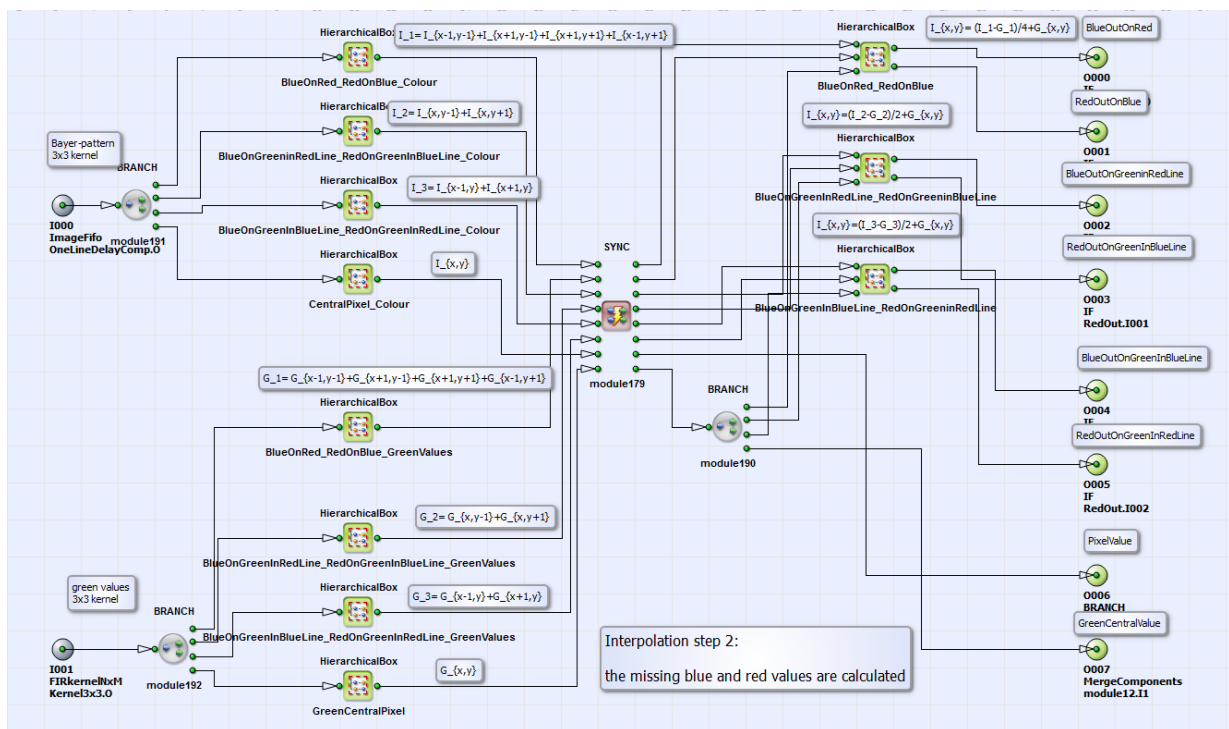 HierarchicalBox
I_1= I_{x-1,y-1}+I_{x+1,y-1}+I_{x+1,y+1}+I_{x-1,y+1}
BlueOnRed_RedOnBlue_Colour
HierarchicalBox
I_{x,y}= (I_1-G_1)/4+G_{x,y}
BlueOutOnRed
BlueOnRed_RedOnBlue
O000
IF
RedOutOnBlue
O001
IF
HierarchicalBox
I_2= I_{x,y-1}+I_{x,y+1}
BlueOnGreeninRedLine_RedOnGreenInBlueLine_Colour
I_{x,y}=(I_2-G_2)/2+G_{x,y}
HierarchicalBox
BlueOnGreenInRedLine_RedOnGreeninBlueLine
BlueOutOnGreeninRedLine
O002
IF
Bayer-pattern
3x3 kernel
BRANCH
module191
I000
ImageFifo
OneLineDelayComp.O
HierarchicalBox
I_3= I_{x-1,y}+I_{x+1,y}
BlueOnGreenInBlueLine_RedOnGreenInRedLine_Colour
I_{x,y}=(I_3-G_3)/2+G_{x,y}
HierarchicalBox
BlueOnGreenInBlueLine_RedOnGreeninRedLine
RedOutOnGreenInBlueLine
O003
IF
RedOut.I001
HierarchicalBox
I_{x,y}
CentralPixel_Colour
SYNC
module179
BlueOutOnGreenInBlueLine
O004
IF
G_1= G_{x-1,y-1}+G_{x+1,y-1}+G_{x+1,y+1}+G_{x-1,y+1}
HierarchicalBox
BlueOnRed_RedOnBlue_GreenValues
BRANCH
module190
RedOutOnGreenInRedLine
O005
IF
RedOut.I002
HierarchicalBox
G_2= G_{x,y-1}+G_{x,y+1}
BlueOnGreenInRedLine_RedOnGreenInBlueLine_GreenValues
PixelValue
O006
BRANCH
green values
3x3 kernel
BRANCH
module192
I001
FIRkernelNxM
Kernel3x3.O
HierarchicalBox
G_3= G_{x-1,y}+G_{x+1,y}
BlueOnGreenInBlueLine_RedOnGreenInRedLine_GreenValues
HierarchicalBox
G_{x,y}
GreenCentralPixel
Interpolation step 2:
the missing blue and red values are calculated
GreenCentralValue
O007
MergeComponents
module12.I1